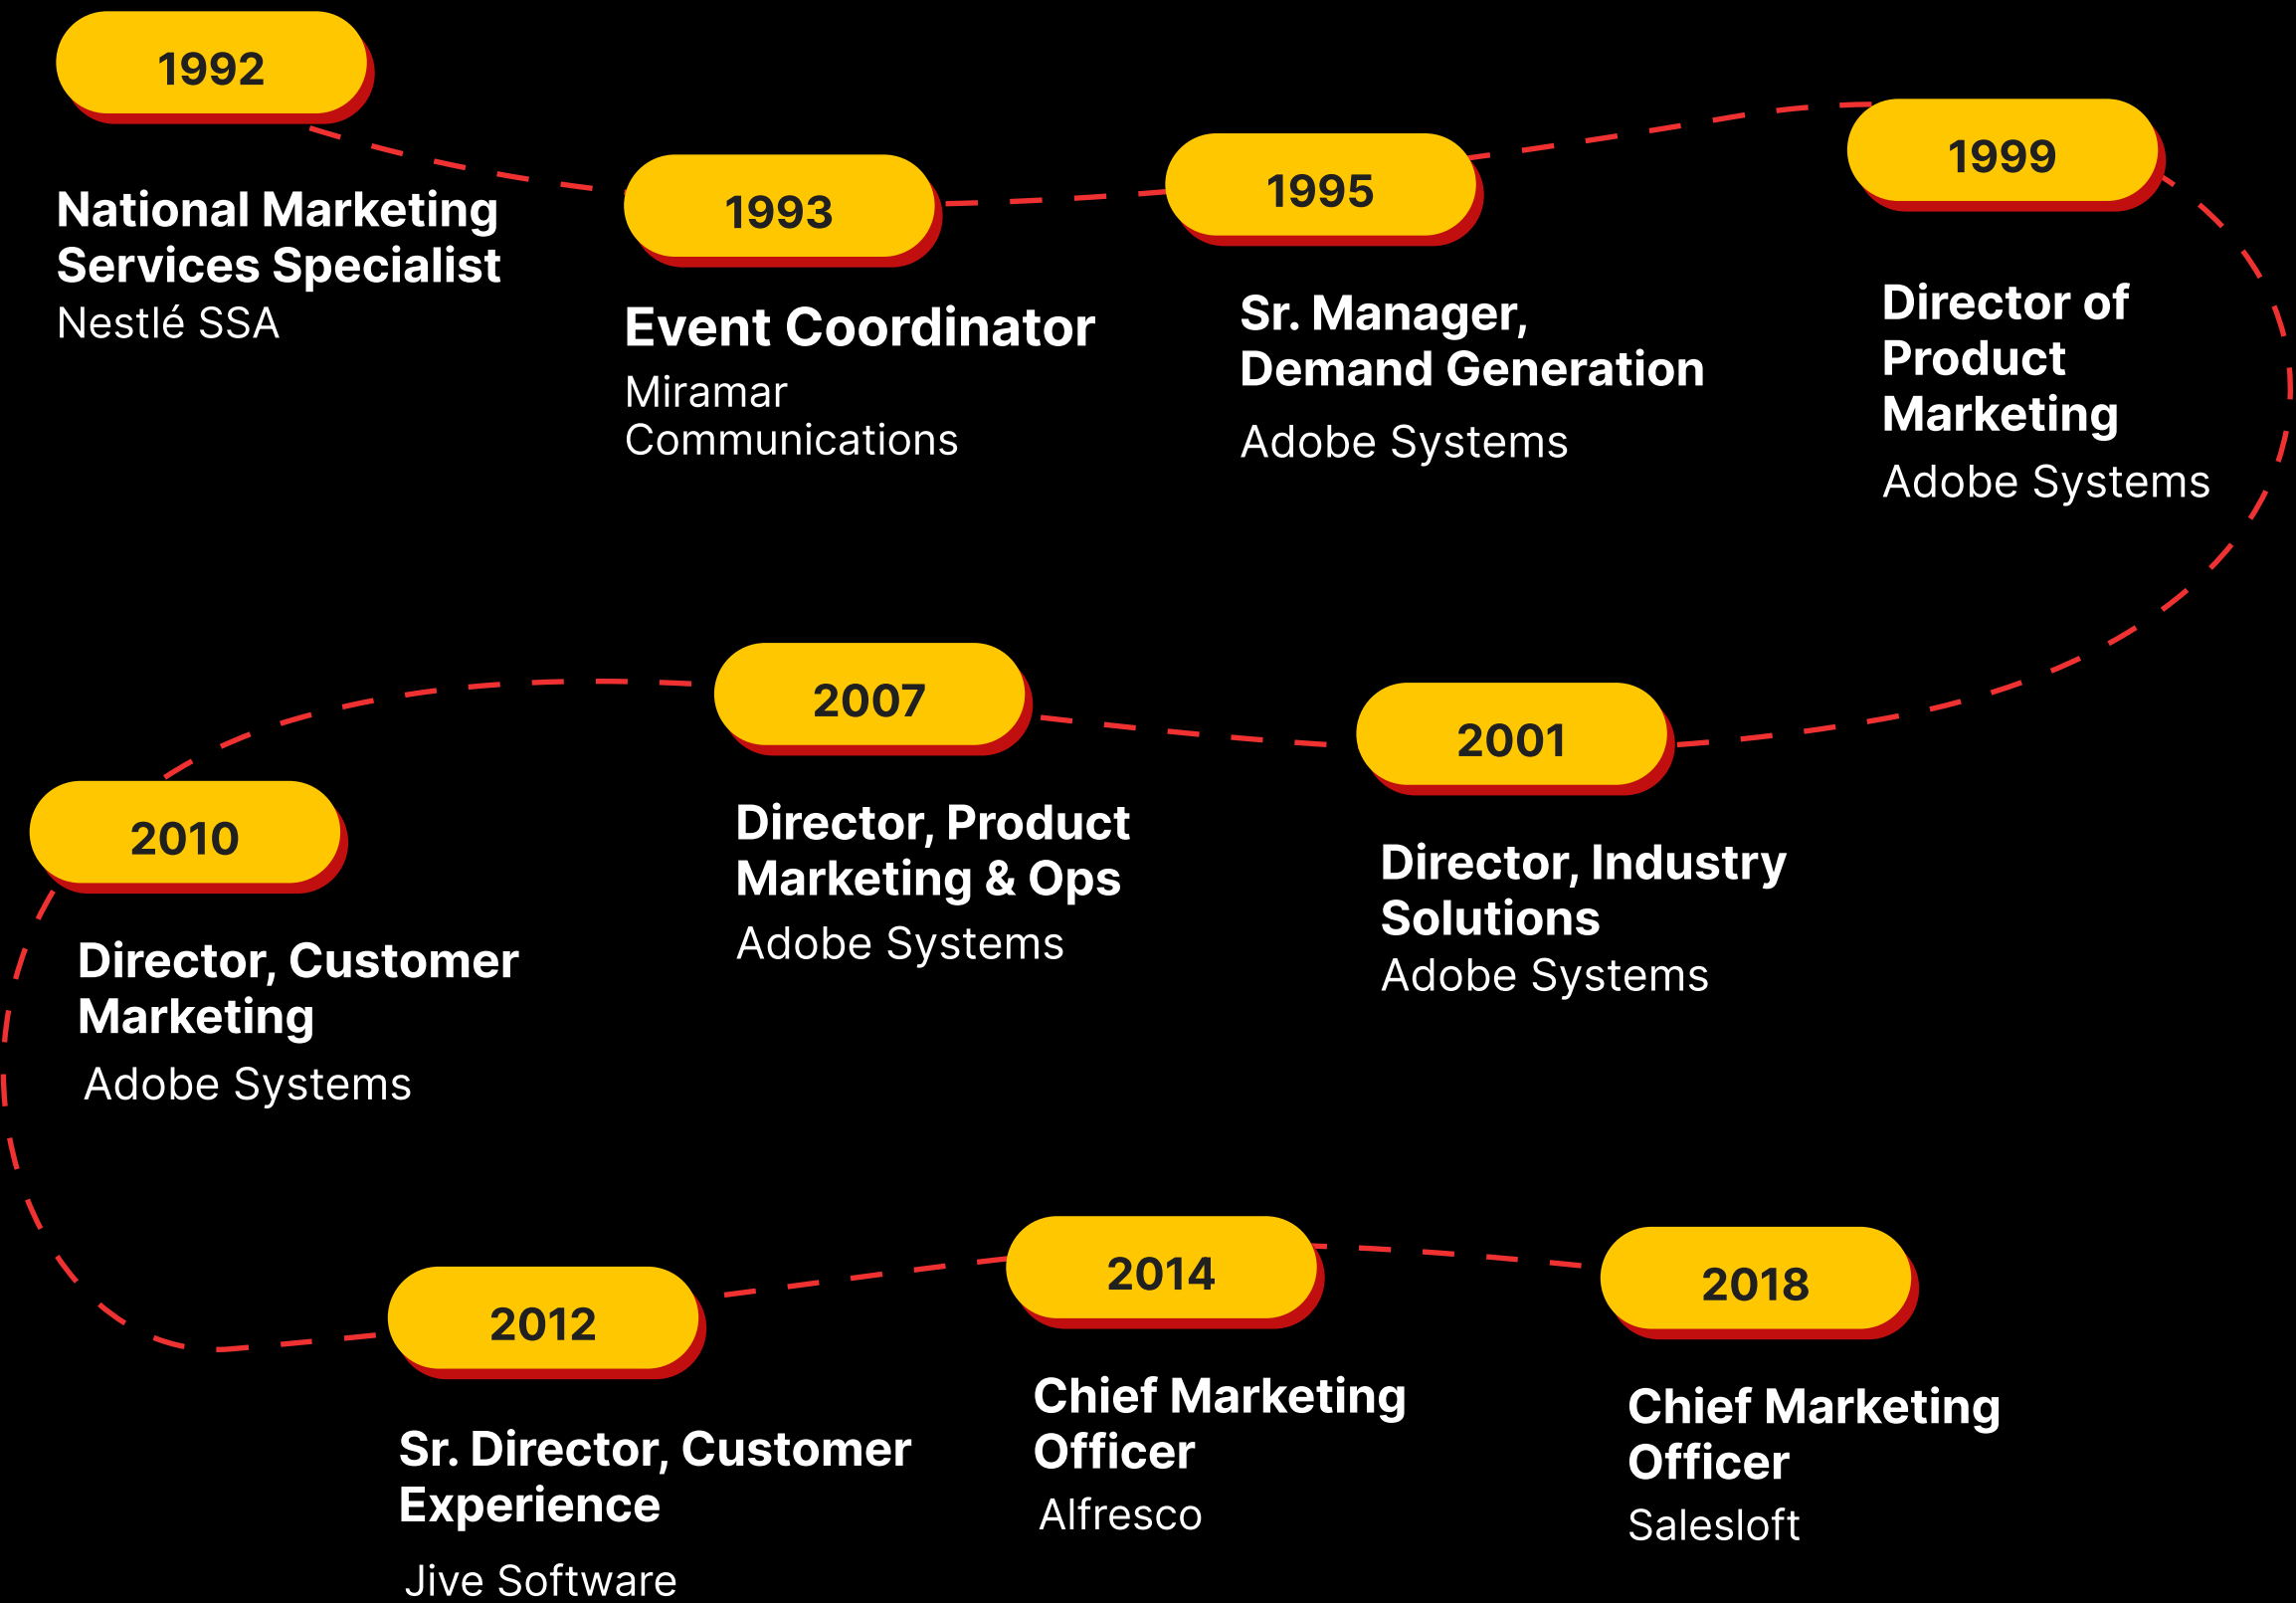 1992
National Marketing
Services Specialist
Nestlé SSA
1993
Event Coordinator
Miramar
Communications
1995
Sr. Manager,
Demand Generation
Adobe Systems
1999
Director of
Product
Marketing
Adobe Systems
2001
Director, Industry
Solutions
Adobe Systems
2007
Director, Product
Marketing & Ops
Adobe Systems
2010
Director, Customer
Marketing
Adobe Systems
2012
Sr. Director, Customer
Experience
Jive Software
2014
Chief Marketing
Officer
Alfresco
2018
Chief Marketing
Officer
Salesloft